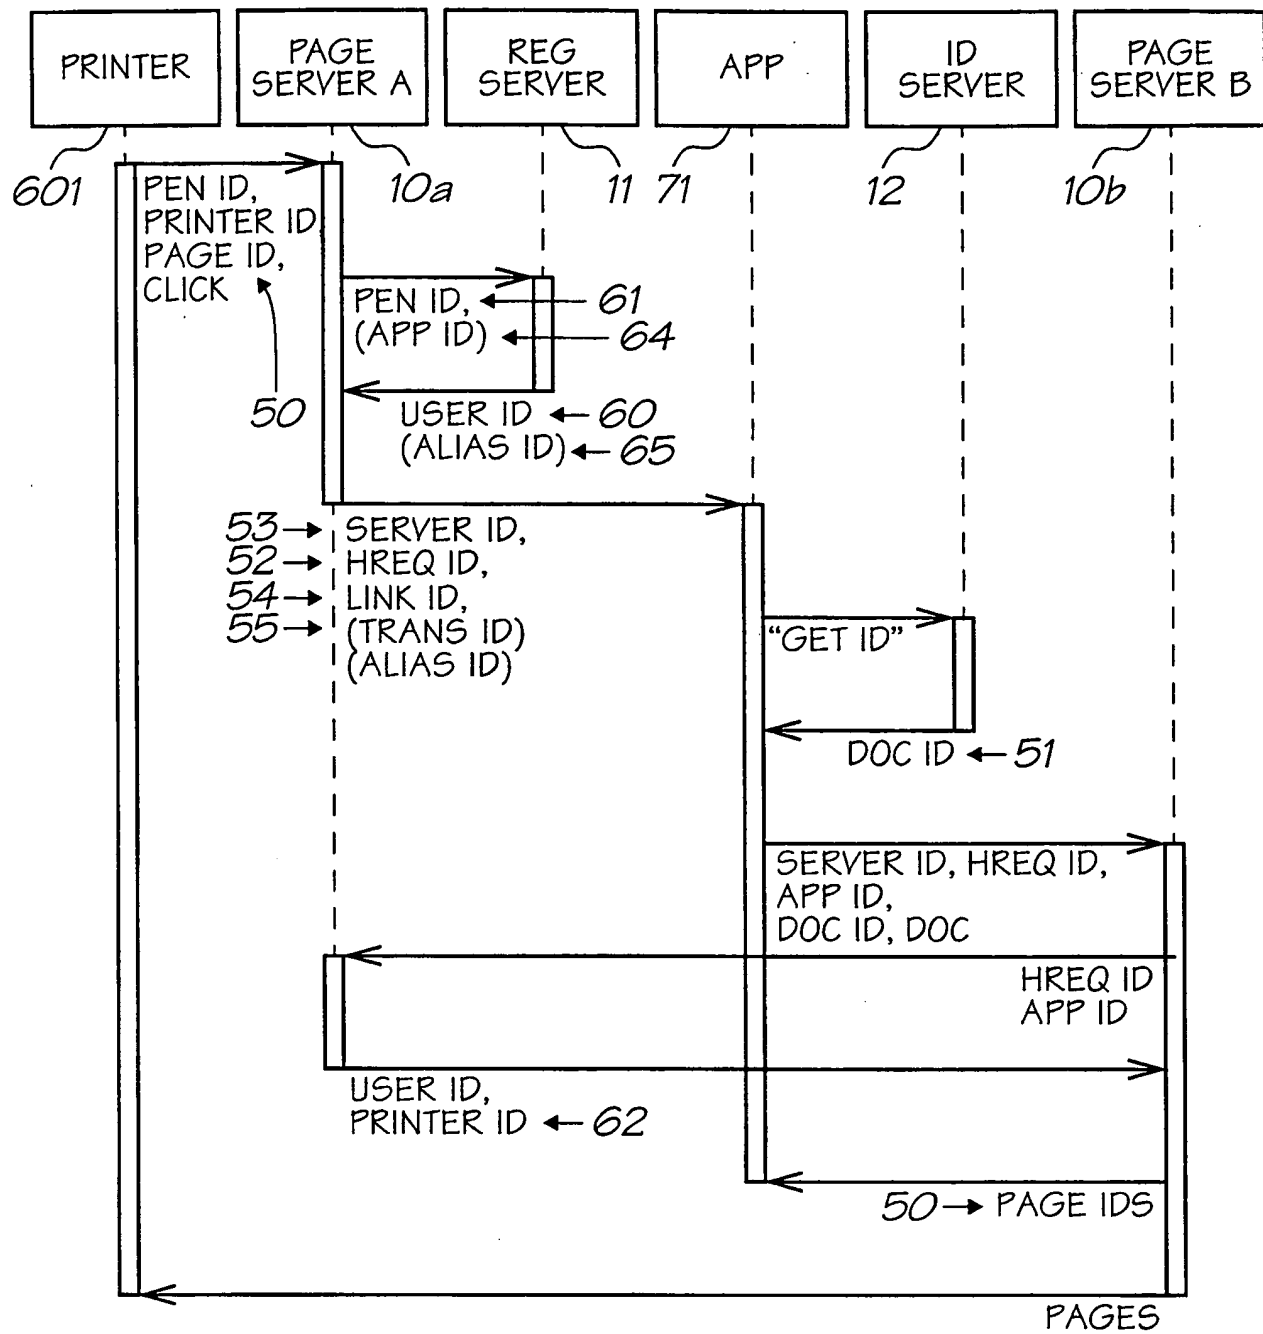 PRINTER
PAGE
SERVER A
REG
SERVER
APP
ID
SERVER
PAGE
SERVER B
601
10a
11
71
12
10b
PEN ID,
PRINTER ID
PAGE ID,
CLICK
50
PEN ID,
61
(APP ID)
64
USER ID
60
(ALIAS ID)
65
53
SERVER ID,
52
HREQ ID,
54
LINK ID,
55
(TRANS ID)
(ALIAS ID)
“GET ID”
DOC ID
51
SERVER ID, HREQ ID,
APP ID,
DOC ID, DOC
HREQ ID
APP ID
USER ID,
PRINTER ID
62
50
PAGE IDS
PAGES